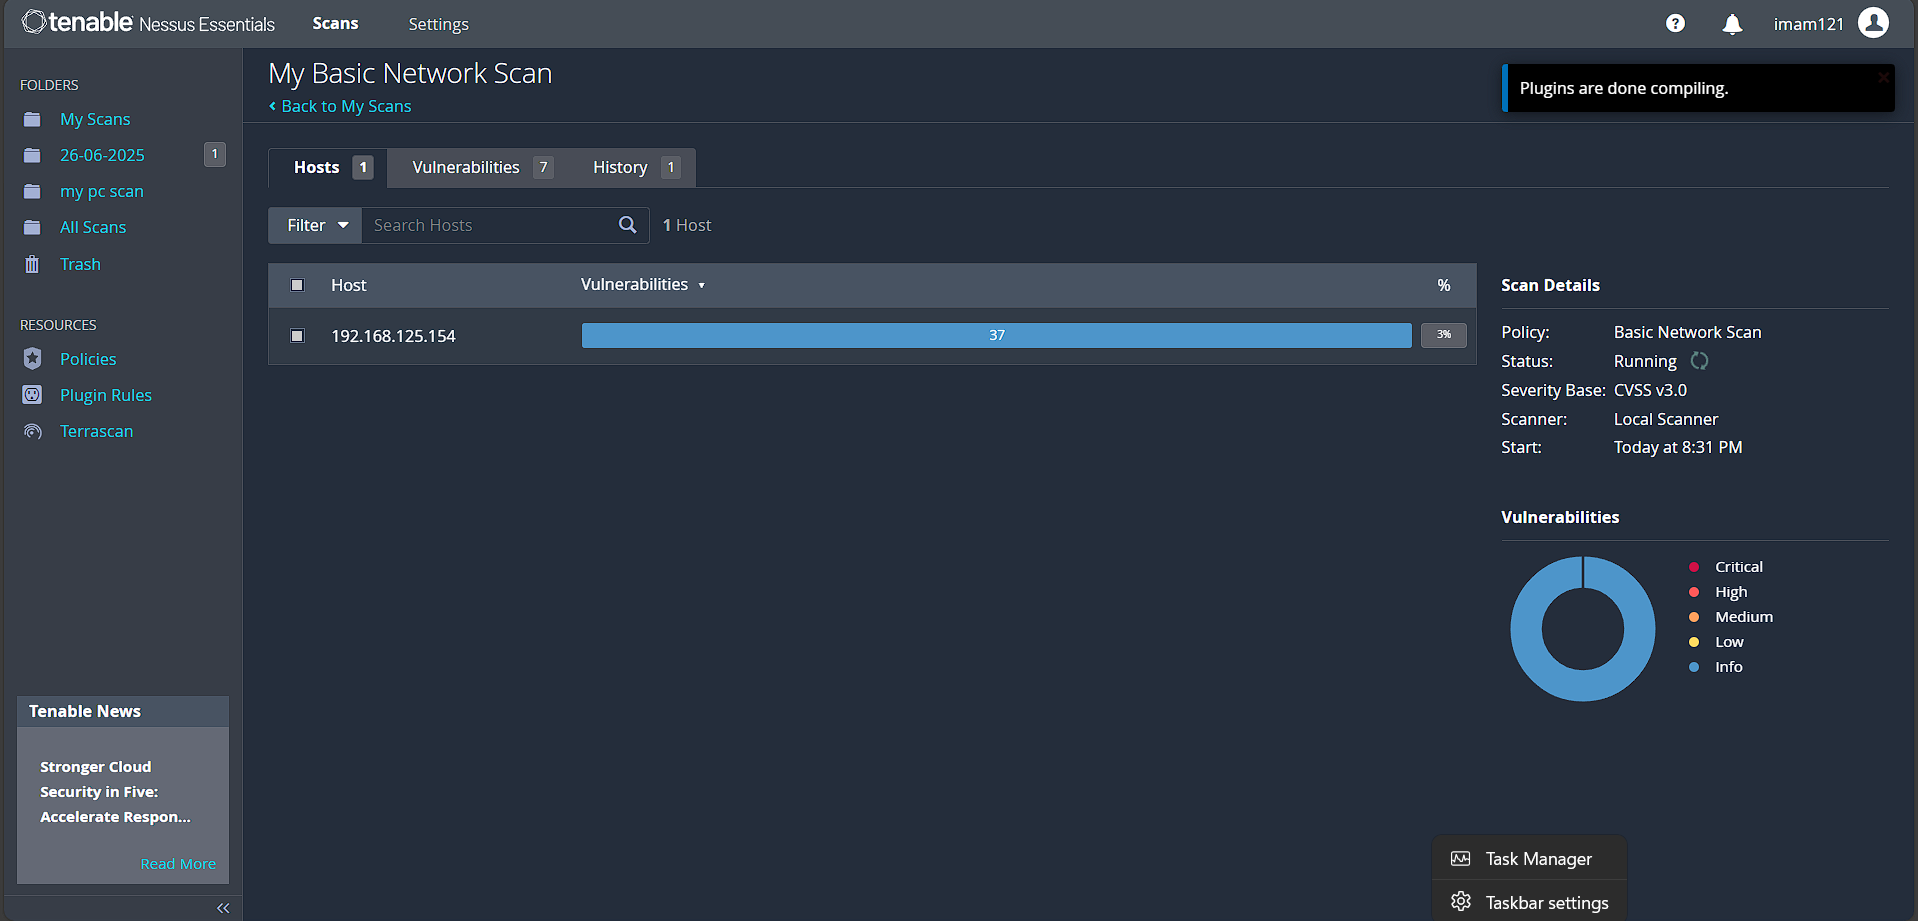 tenable Nessus Essentials Scans Settings imam121
FOLDERS
My Scans
26-06-2025 1
my pc scan
All Scans
Trash
RESOURCES
Policies
Plugin Rules
Terrascan
Tenable News
Stronger Cloud
Security in Five:
Accelerate Respon...
Read More
My Basic Network Scan
Back to My Scans
Plugins are done compiling.
Hosts 1 Vulnerabilities 7 History 1
Filter Search Hosts 1 Host
Host Vulnerabilities %
192.168.125.154 37 3%
Scan Details
Policy: Basic Network Scan
Status: Running
Severity Base: CVSS v3.0
Scanner: Local Scanner
Start: Today at 8:31 PM
Vulnerabilities
Critical
High
Medium
Low
Info
Task Manager
Taskbar settings